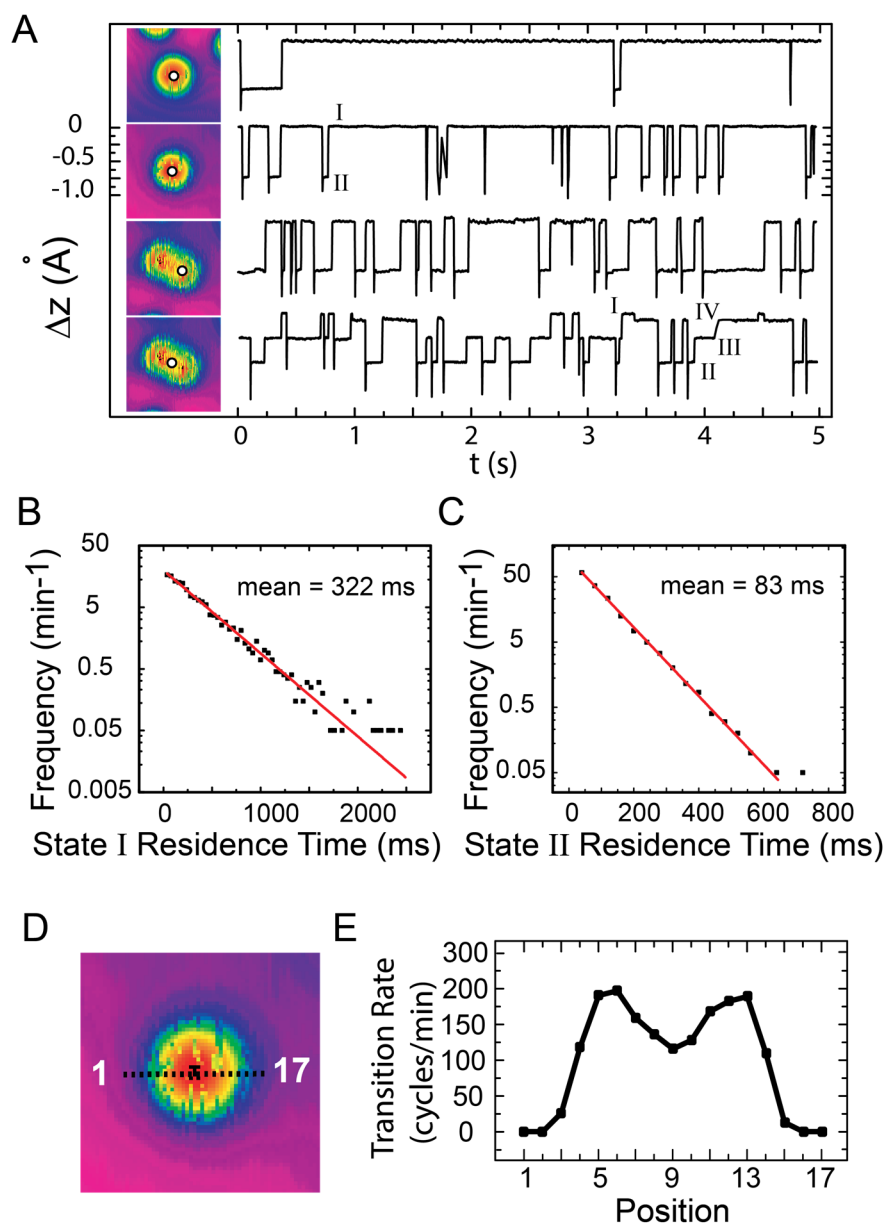 A
I
0
-0.5
II
-1.0
Δz (Å)
I
IV
III
II
0 1 2 3 4 5
t (s)
B
50
mean = 322 ms
5
0.5
0.05
0.005
Frequency (min-1)
0 1000 2000
State I Residence Time (ms)
C
50
mean = 83 ms
5
0.5
0.05
Frequency (min-1)
0 200 400 600 800
State II Residence Time (ms)
D
1 17
E
300
200
150
100
50
0
Transition Rate
(cycles/min)
1 5 9 13 17
Position